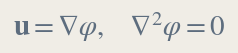 𝐮 = ∇φ, ∇²φ = 0